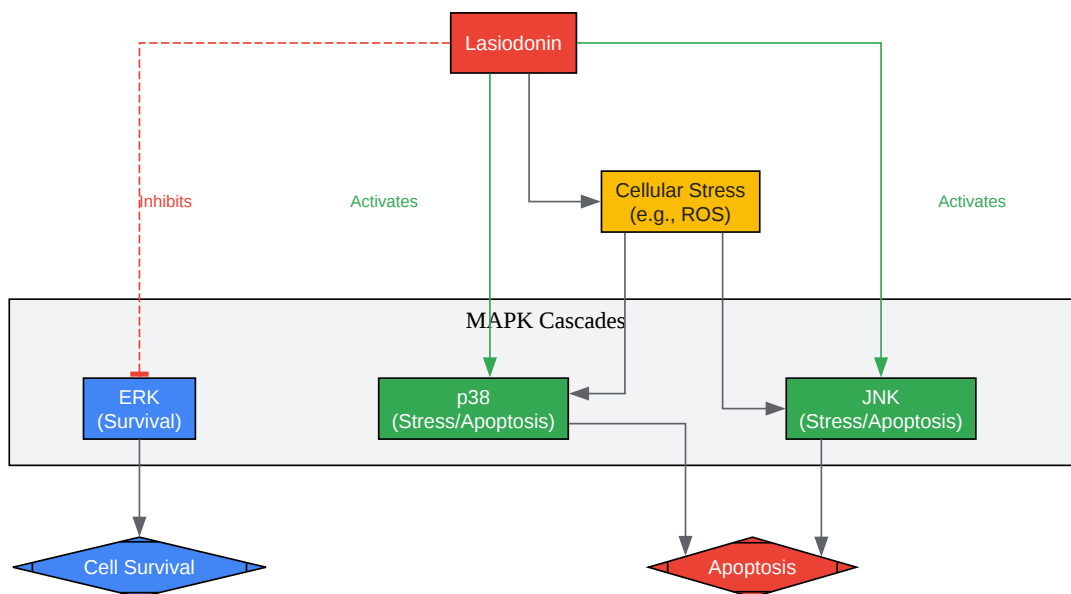 Lasiodonin
Cellular Stress
(e.g., ROS)
Inhibits
Activates
Activates
MAPK Cascades
ERK
(Survival)
p38
(Stress/Apoptosis)
JNK
(Stress/Apoptosis)
Cell Survival
Apoptosis